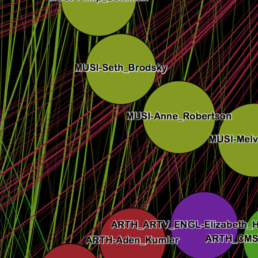 MUSI-Seth_Brodsky
MUSI-Anne_Robertson
MUSI-Melv
ARTH_ARTV_ENGL-Elizabeth_H
ARTH-Aden_Kumler
ARTH_CMS